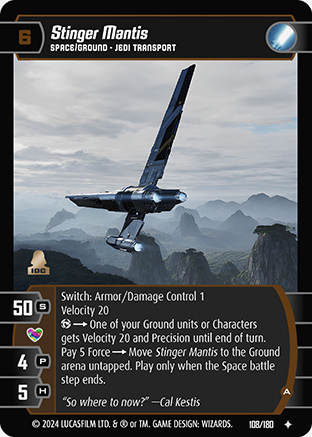 6
Stinger Mantis
SPACE/GROUND - JEDI TRANSPORT
IDC
50 S
4 P
5 H
Switch: Armor/Damage Control 1
Velocity 20
→ One of your Ground units or Characters
gets Velocity 20 and Precision until end of turn.
Pay 5 Force → Move Stinger Mantis to the Ground
arena untapped. Play only when the Space battle
step ends.
“So where to now?” —Cal Kestis
A
© 2024 LUCASFILM LTD. & ® or TM. GAME DESIGN: WIZARDS. 108/180